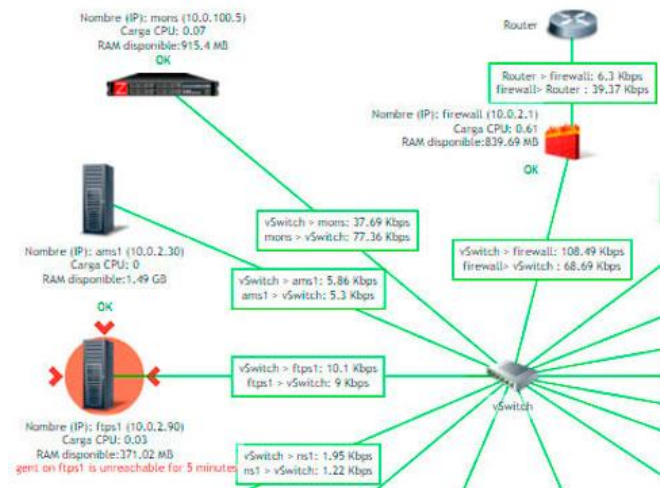 Nombre (IP): mons (10.0.100.5)
Carga CPU: 0.07
RAM disponible:915.4 MB
OK
Router
Router > firewall: 6.3 Kbps
firewall> Router : 39.37 Kbps
Nombre (IP): firewall (10.0.2.1)
Carga CPU: 0.61
RAM disponible:839.69 MB
OK
vSwitch > mons: 37.69 Kbps
mons > vSwitch: 77.36 Kbps
vSwitch > firewall: 108.49 Kbps
firewall> vSwitch : 68.69 Kbps
Nombre (IP): ams1 (10.0.2.30)
Carga CPU: 0
RAM disponible:1.49 GB
OK
vSwitch > ams1: 5.86 Kbps
ams1 > vSwitch: 5.3 Kbps
vSwitch > ftps1: 10.1 Kbps
ftps1 > vSwitch: 9 Kbps
vSwitch
Nombre (IP): ftps1 (10.0.2.90)
Carga CPU: 0.03
RAM disponible:371.02 MB
gent on ftps1 is unreachable for 5 minutes
vSwitch > ns1: 1.95 Kbps
ns1 > vSwitch: 1.22 Kbps